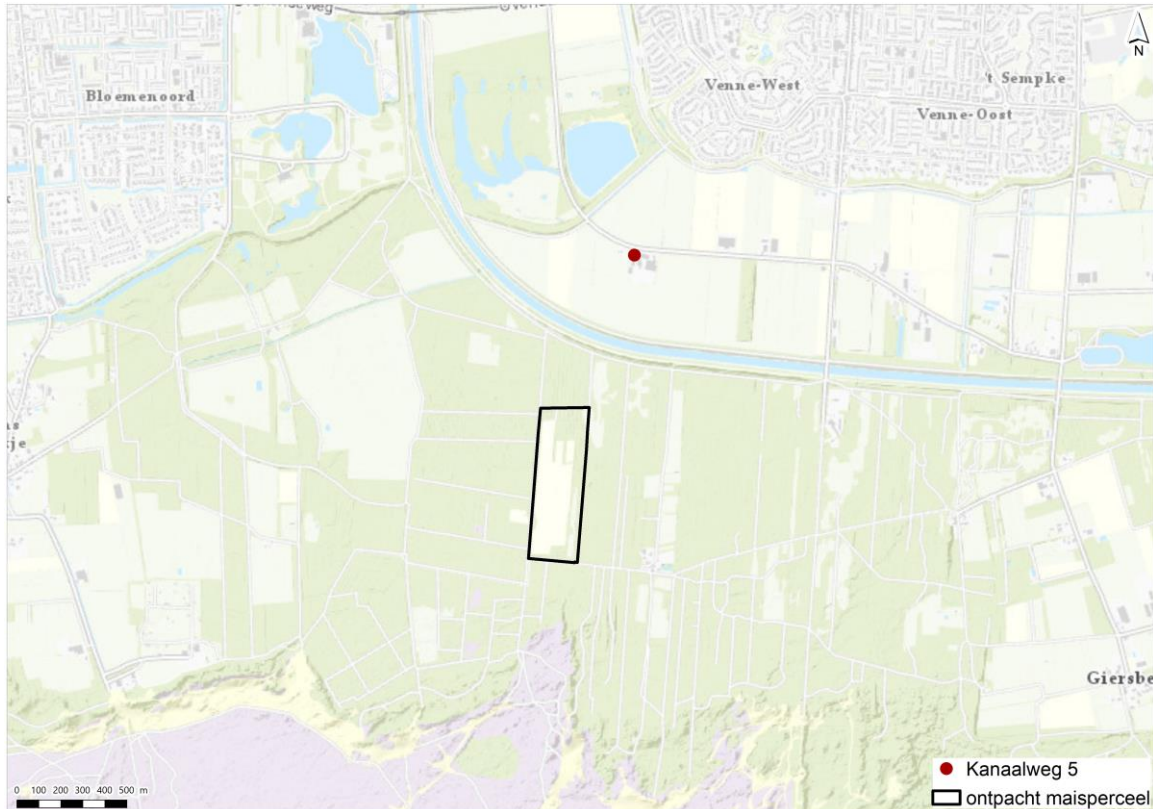 N
Bloemenoord
Venne-West
't Sempke
Venne-Oost
Giersbe
0 100 200 300 400 500 m
Kanaalweg 5
ontpacht maisperceel